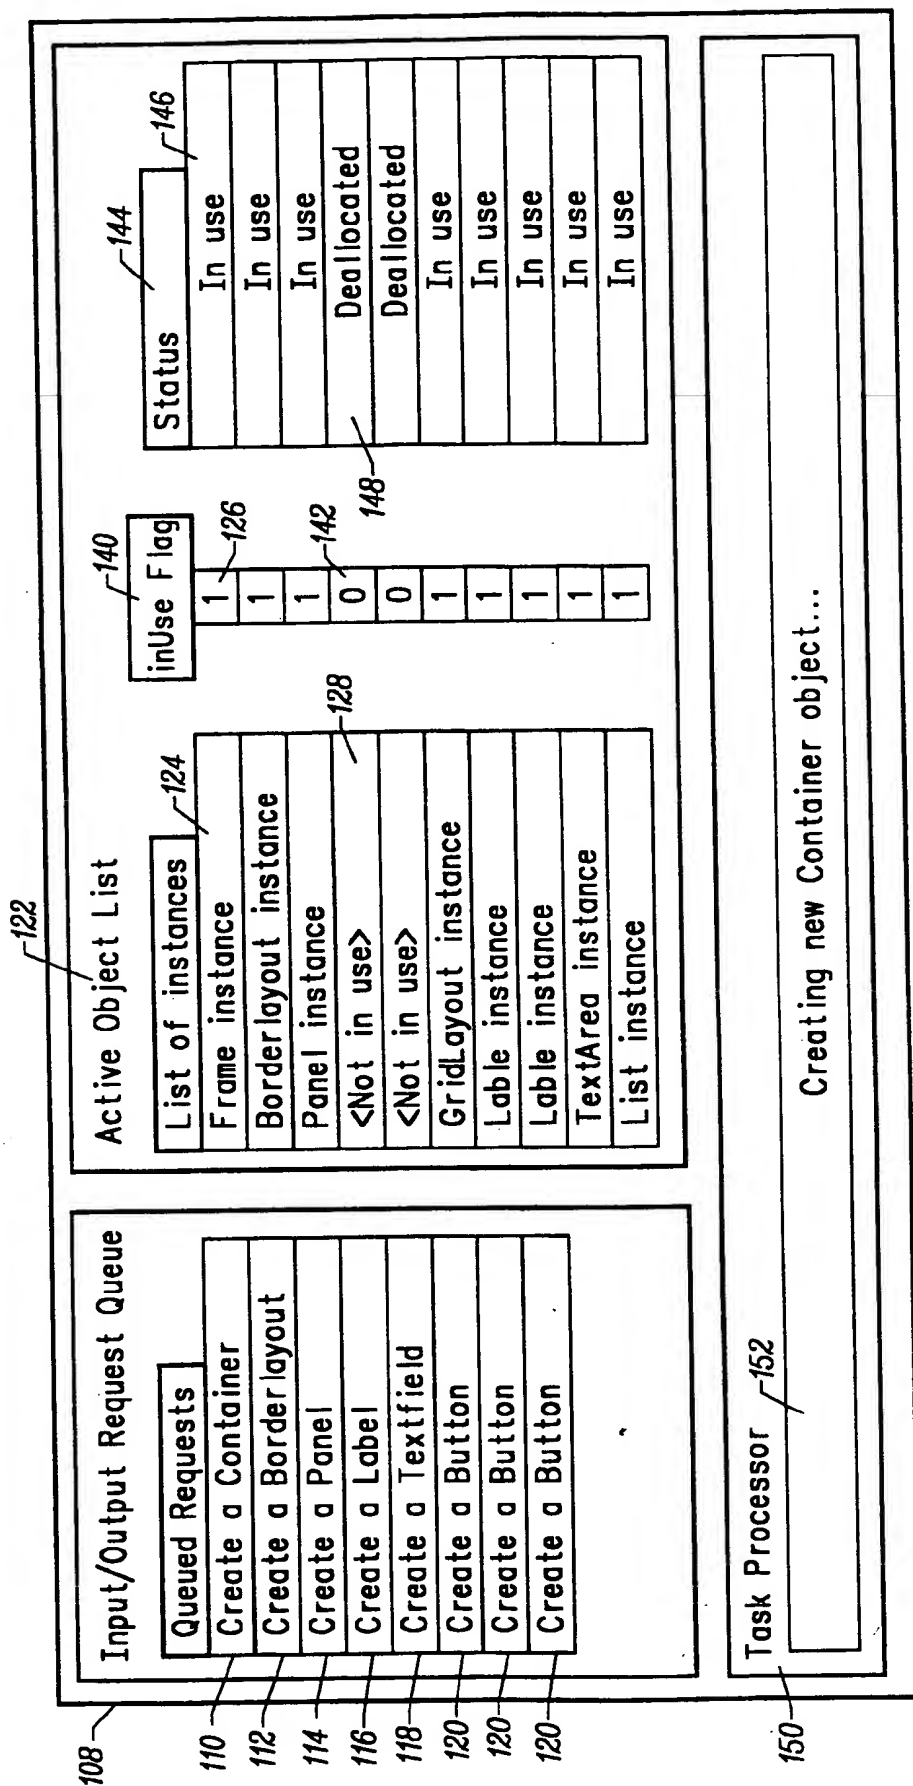 108
Input/Output Request Queue
Queued Requests
110 Create a Container
112 Create a Borderlayout
114 Create a Panel
116 Create a Label
118 Create a Textfield
120 Create a Button
120 Create a Button
120 Create a Button
122
Active Object List
List of instances
124
Frame instance
Borderlayout instance
Panel instance
<Not in use>
128
<Not in use>
GridLayout instance
Lable instance
Lable instance
TextArea instance
List instance
140
inUse Flag
1
126
1
1
0
142
0
1
1
1
1
1
144
Status
146
In use
In use
In use
Deallocated
148
Deallocated
In use
In use
In use
In use
In use
150
Task Processor
152
Creating new Container object...